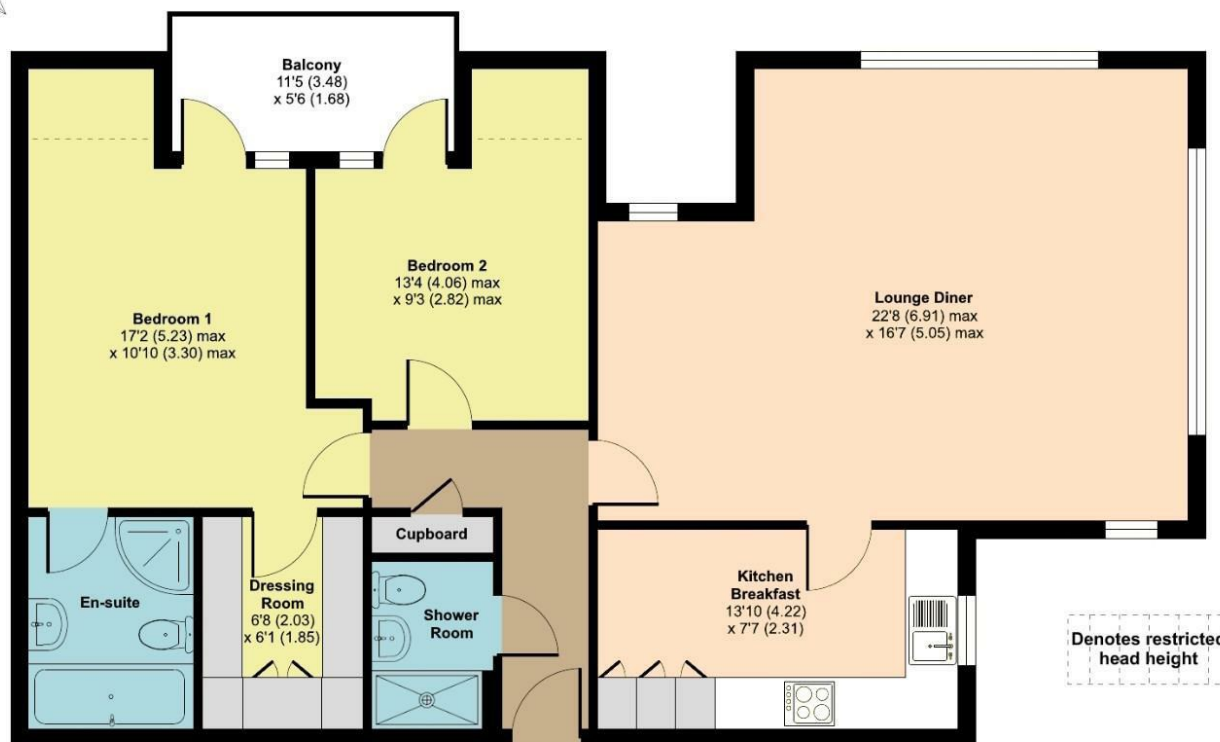 Balcony
11'5 (3.48)
x 5'6 (1.68)
Bedroom 2
13'4 (4.06) max
x 9'3 (2.82) max
Bedroom 1
17'2 (5.23) max
x 10'10 (3.30) max
Lounge Diner
22'8 (6.91) max
x 16'7 (5.05) max
Cupboard
En-suite
Dressing
Room
6'8 (2.03)
x 6'1 (1.85)
Shower
Room
Kitchen
Breakfast
13'10 (4.22)
x 7'7 (2.31)
Denotes restricted
head height